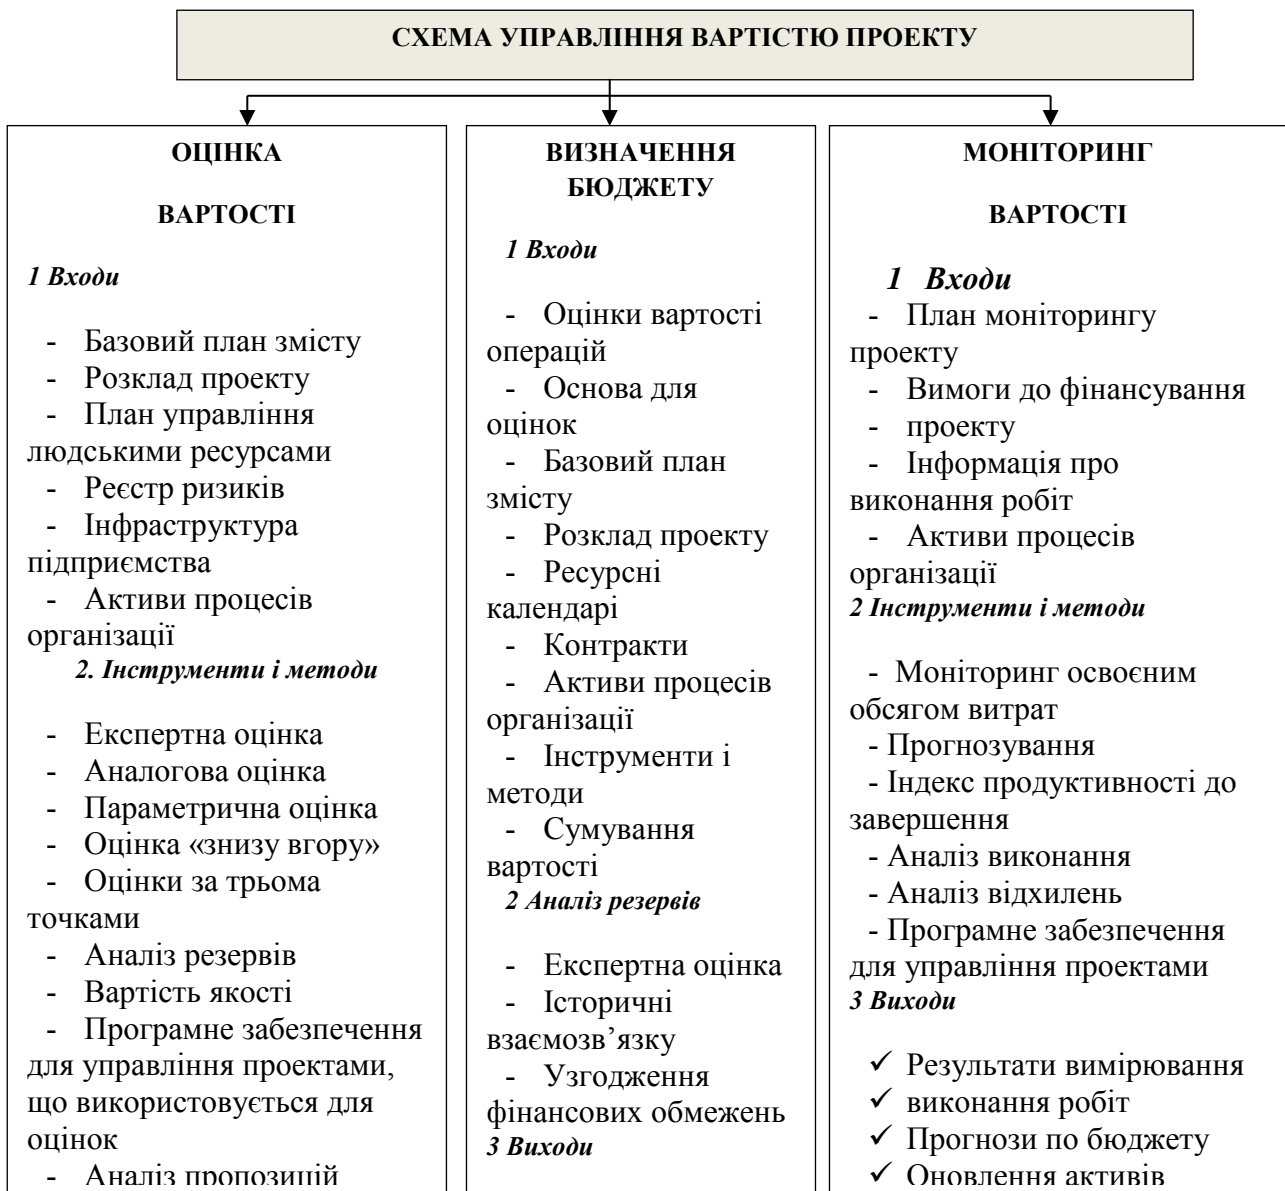 СХЕМА УПРАВЛІННЯ ВАРТІСТЮ ПРОЕКТУ
ОЦІНКА
ВАРТОСТІ
1 Входи
- Базовий план змісту
- Розклад проекту
- План управління
людськими ресурсами
- Реєстр ризиків
- Інфраструктура
підприємства
- Активи процесів
організації
2. Інструменти і методи
- Експертна оцінка
- Аналогова оцінка
- Параметрична оцінка
- Оцінка «знизу вгору»
- Оцінки за трьома
точками
- Аналіз резервів
- Вартість якості
- Програмне забезпечення
для управління проектами,
що використовується для
оцінок
- Аналіз пропозицій
ВИЗНАЧЕННЯ
БЮДЖЕТУ
1 Входи
- Оцінки вартості
операцій
- Основа для
оцінок
- Базовий план
змісту
- Розклад проекту
- Ресурсні
календарі
- Контракти
- Активи процесів
організації
- Інструменти і
методи
- Сумування
вартості
2 Аналіз резервів
- Експертна оцінка
- Історичні
взаємозв’язку
- Узгодження
фінансових обмежень
3 Виходи
МОНІТОРИНГ
ВАРТОСТІ
1 Входи
- План моніторингу
проекту
- Вимоги до фінансування
- проекту
- Інформація про
виконання робіт
- Активи процесів
організації
2 Інструменти і методи
- Моніторинг освоєним
обсягом витрат
- Прогнозування
- Індекс продуктивності до
завершення
- Аналіз виконання
- Аналіз відхилень
- Програмне забезпечення
для управління проектами
3 Виходи
✓ Результати вимірювання
✓ виконання робіт
✓ Прогнози по бюджету
✓ Оновлення активів